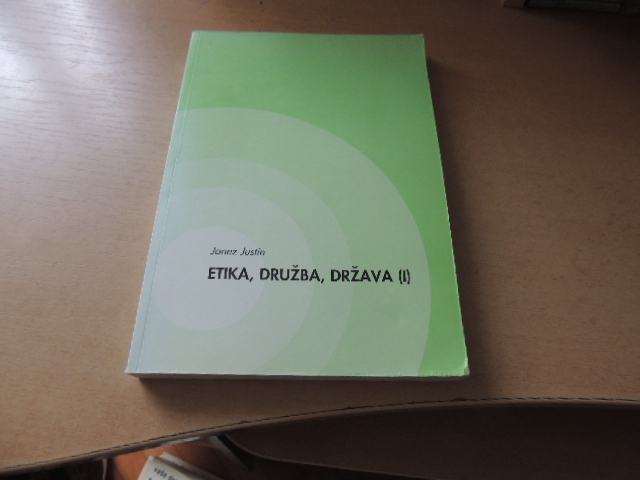 Janez Justin
ETIKA, DRUŽBA, DRŽAVA (I)